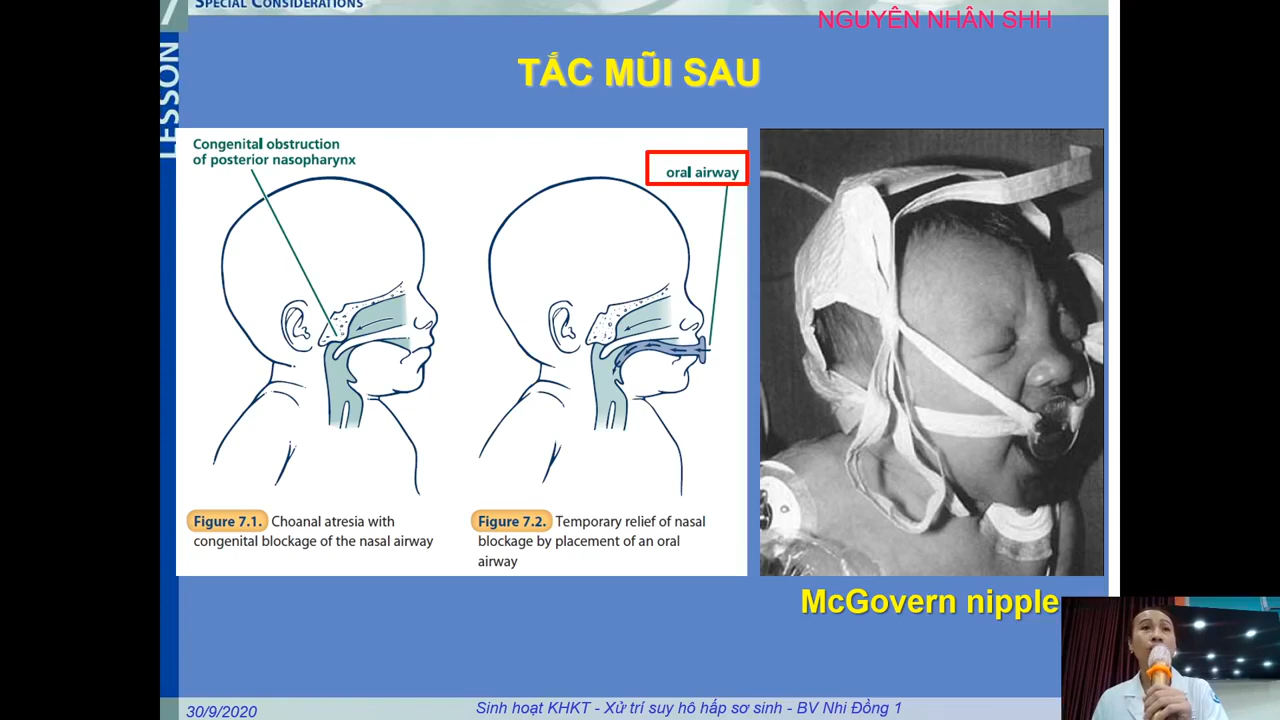 SPECIAL CONSIDERATIONS
NGUYÊN NHÂN SHH
LESSON
7
TẮC MŨI SAU
Congenital obstruction
of posterior nasopharynx
oral airway
Figure 7.1. Choanal atresia with
congenital blockage of the nasal airway
Figure 7.2. Temporary relief of nasal
blockage by placement of an oral
airway
McGovern nipple
30/9/2020
Sinh hoạt KHKT - Xử trí suy hô hấp sơ sinh - BV Nhi Đồng 1